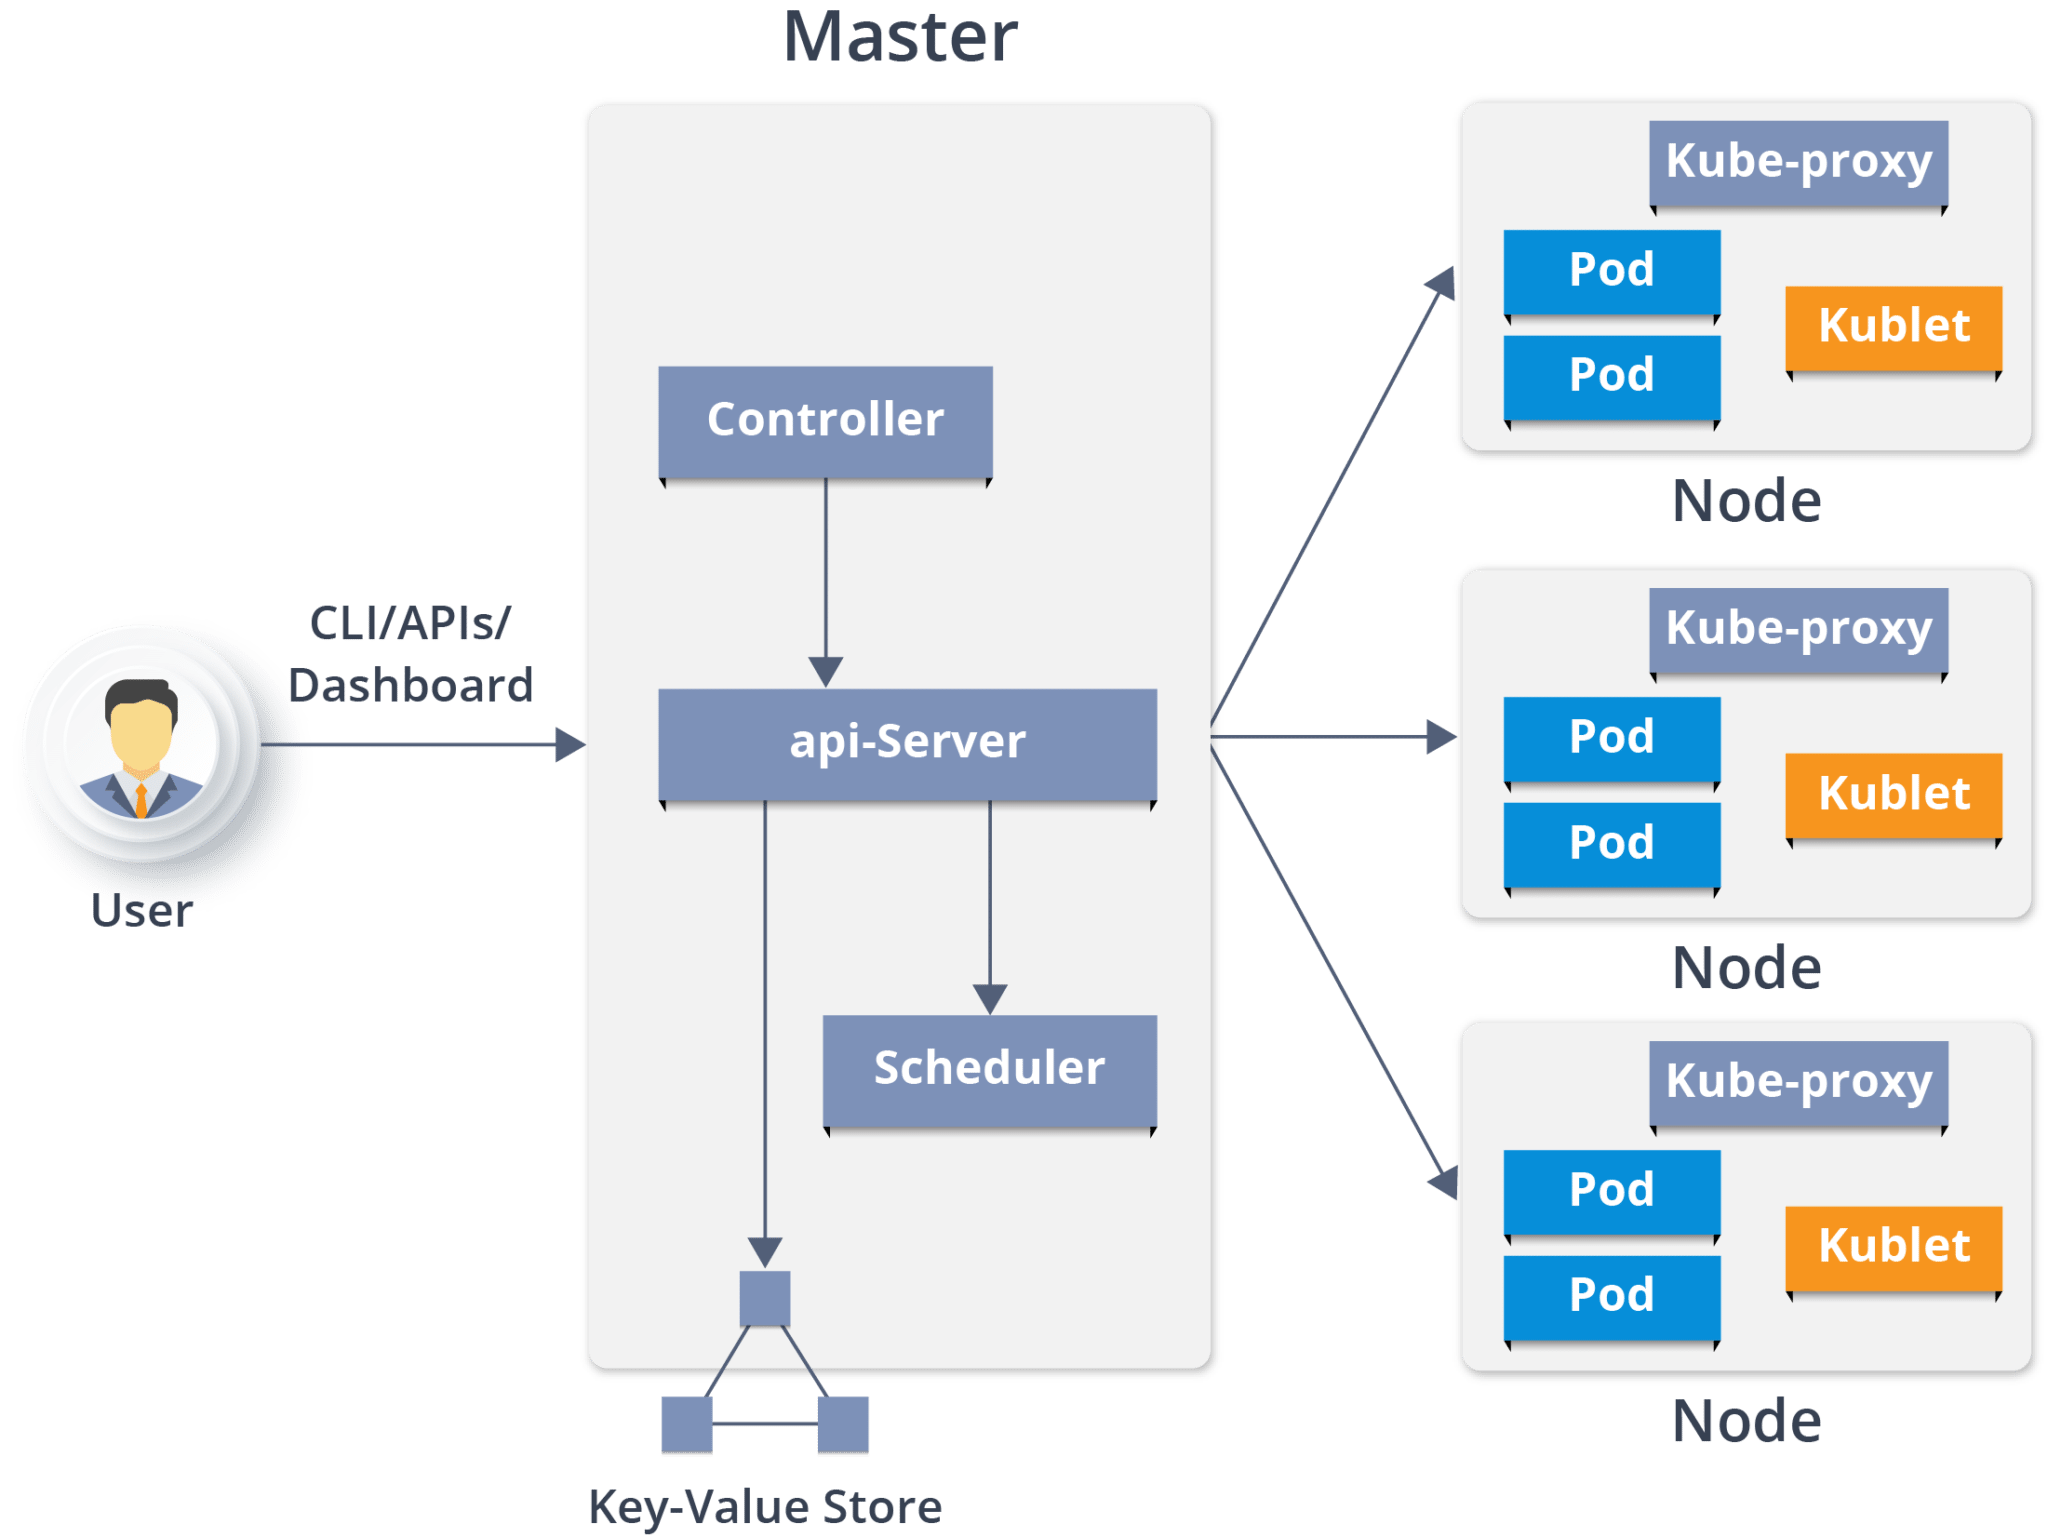 Master
Controller
api-Server
Scheduler
Key-Value Store
CLI/APIs/
Dashboard
User
Kube-proxy
Pod
Kublet
Pod
Node
Kube-proxy
Pod
Kublet
Pod
Node
Kube-proxy
Pod
Kublet
Pod
Node